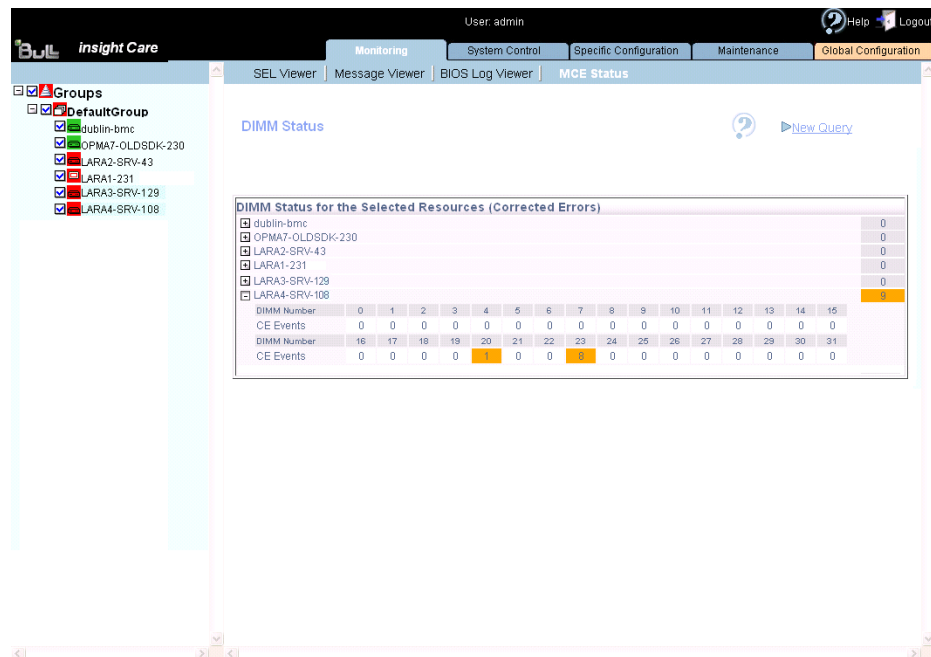 User: admin
Help Logout
Bull insight Care
Monitoring System Control Specific Configuration Maintenance Global Configuration
SEL Viewer Message Viewer BIOS Log Viewer MCE Status
Groups
DefaultGroup
dublin-bmc
OPMA7-OLDSDK-230
LARA2-SRV-43
LARA1-231
LARA3-SRV-129
LARA4-SRV-108
DIMM Status
New Query
DIMM Status for the Selected Resources (Corrected Errors)
dublin-bmc 0
OPMA7-OLDSDK-230 0
LARA2-SRV-43 0
LARA1-231 0
LARA3-SRV-129 0
LARA4-SRV-108 9
DIMM Number 0 1 2 3 4 5 6 7 8 9 10 11 12 13 14 15
CE Events 0 0 0 0 0 0 0 0 0 0 0 0 0 0 0 0
DIMM Number 16 17 18 19 20 21 22 23 24 25 26 27 28 29 30 31
CE Events 0 0 0 0 1 0 0 8 0 0 0 0 0 0 0 0